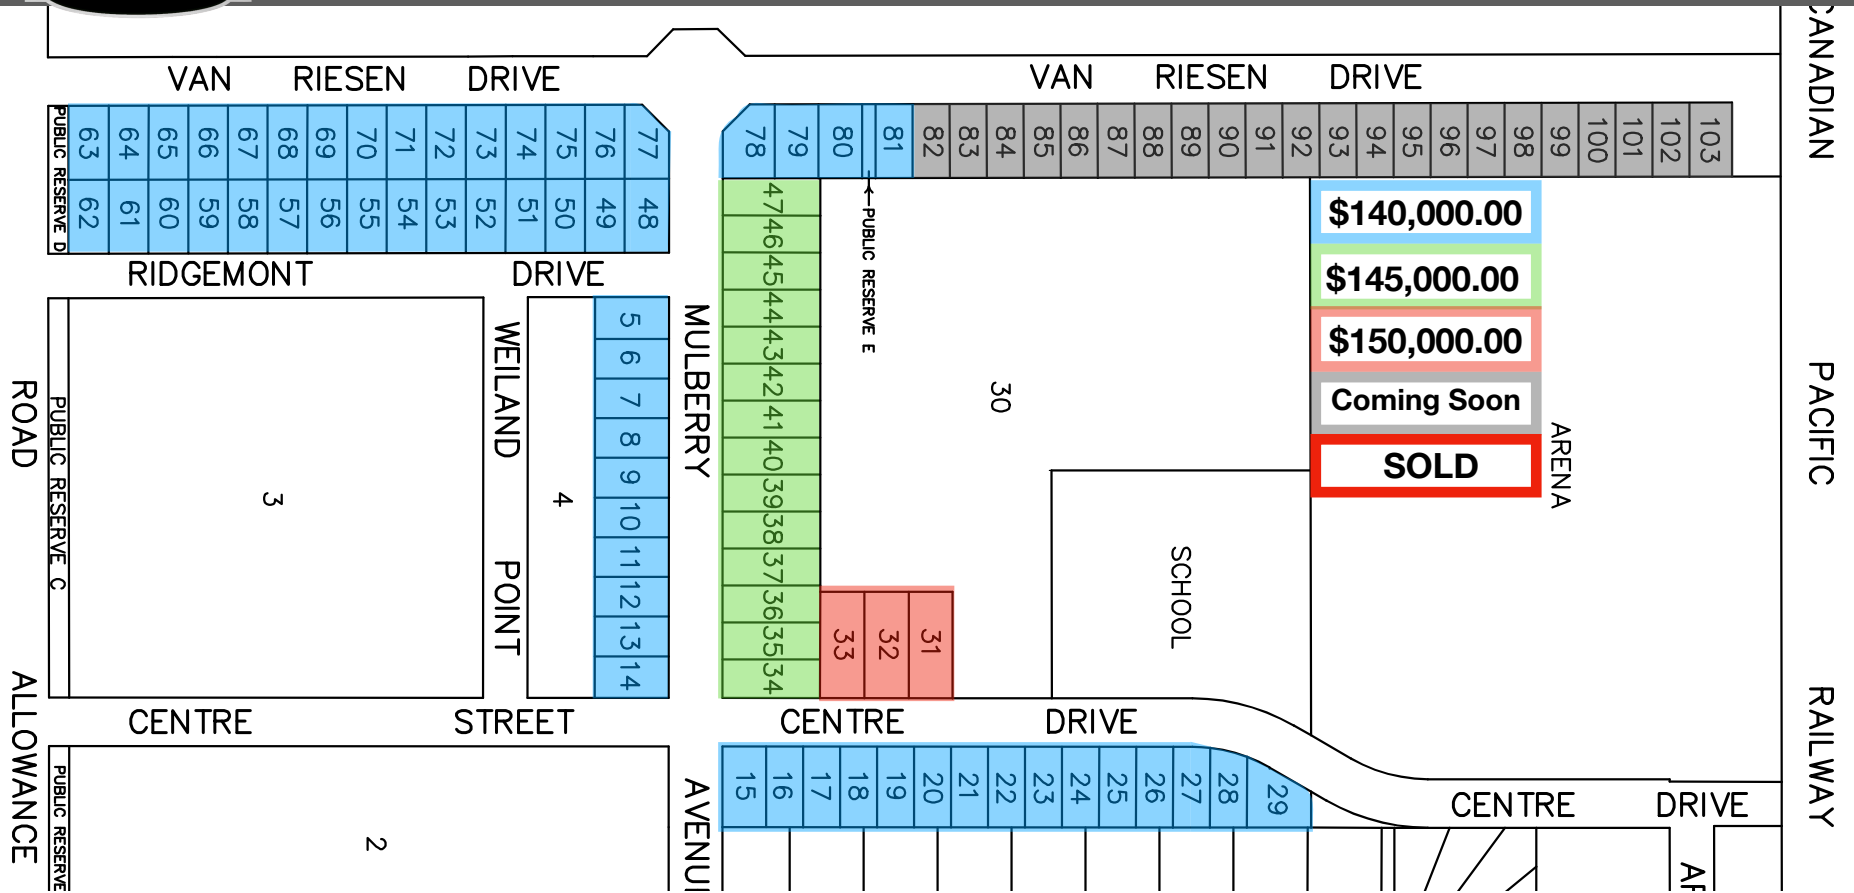 VAN RIESEN DRIVE
VAN RIESEN DRIVE
CANADIAN
PACIFIC
RAILWAY
PUBLIC RESERVE D
63 64 65 66 67 68 69 70 71 72 73 74 75 76 77
62 61 60 59 58 57 56 55 54 53 52 51 50 49 48
78 79 80 81 82 83 84 85 86 87 88 89 90 91 92 93 94 95 96 97 98 99 100 101 102 103
RIDGEMONT DRIVE
PUBLIC RESERVE E
47
46
45
44
43
42
41
40
39
38
37
36
35
34
33 32 31
30
$140,000.00
$145,000.00
$150,000.00
Coming Soon
SOLD
ARENA
SCHOOL
ROAD
ALLOWANCE
PUBLIC RESERVE C
3
WEILAND POINT
4
5
6
7
8
9
10
11
12
13
14
MULBERRY
AVENU
CENTRE STREET
CENTRE DRIVE
15 16 17 18 19 20 21 22 23 24 25 26 27 28 29
CENTRE DRIVE
PUBLIC RESERVE
2